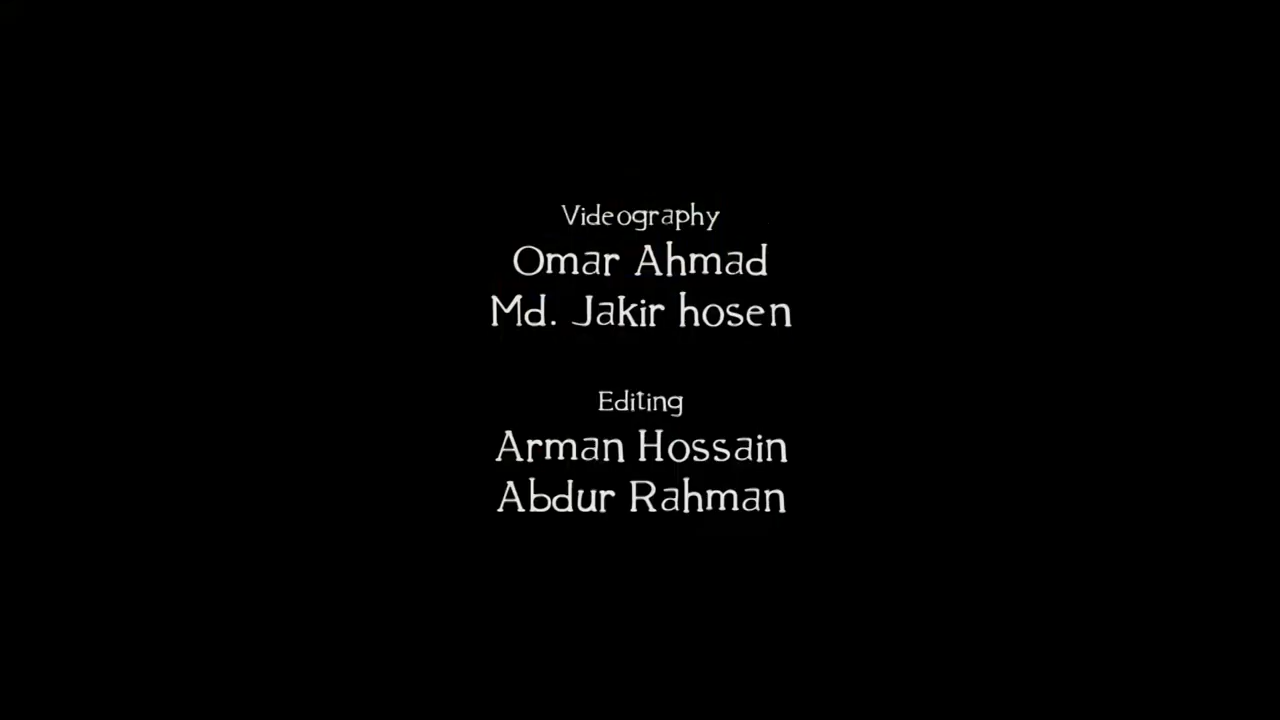 Videography
Omar Ahmad
Md. Jakir hosen
Editing
Arman Hossain
Abdur Rahman